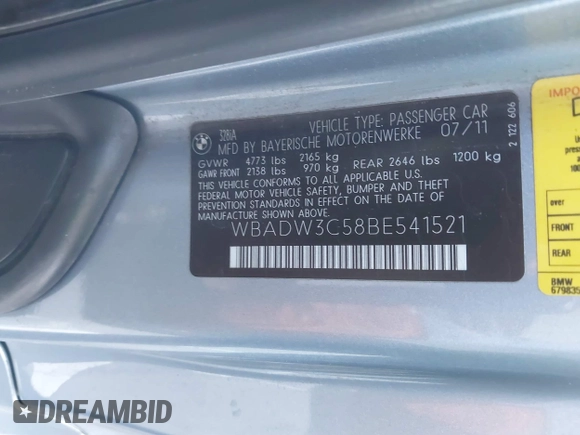 BMW
328iA
VEHICLE TYPE: PASSENGER CAR
MFD BY BAYERISCHE MOTORENWERKE 07/11
GVWR 4773 lbs 2165 kg
GAWR FRONT 2138 lbs 970 kg REAR 2646 lbs 1200 kg
THIS VEHICLE CONFORMS TO ALL APPLICABLE FEDERAL
MOTOR VEHICLE SAFETY, BUMPER AND THEFT
PREVENTION STANDARDS IN EFFECT ON THE DATE OF
MANUFACTURE SHOWN ABOVE.
WBADW3C58BE541521
2 122 606
over
FRONT
REAR
BMW
DREAMBID